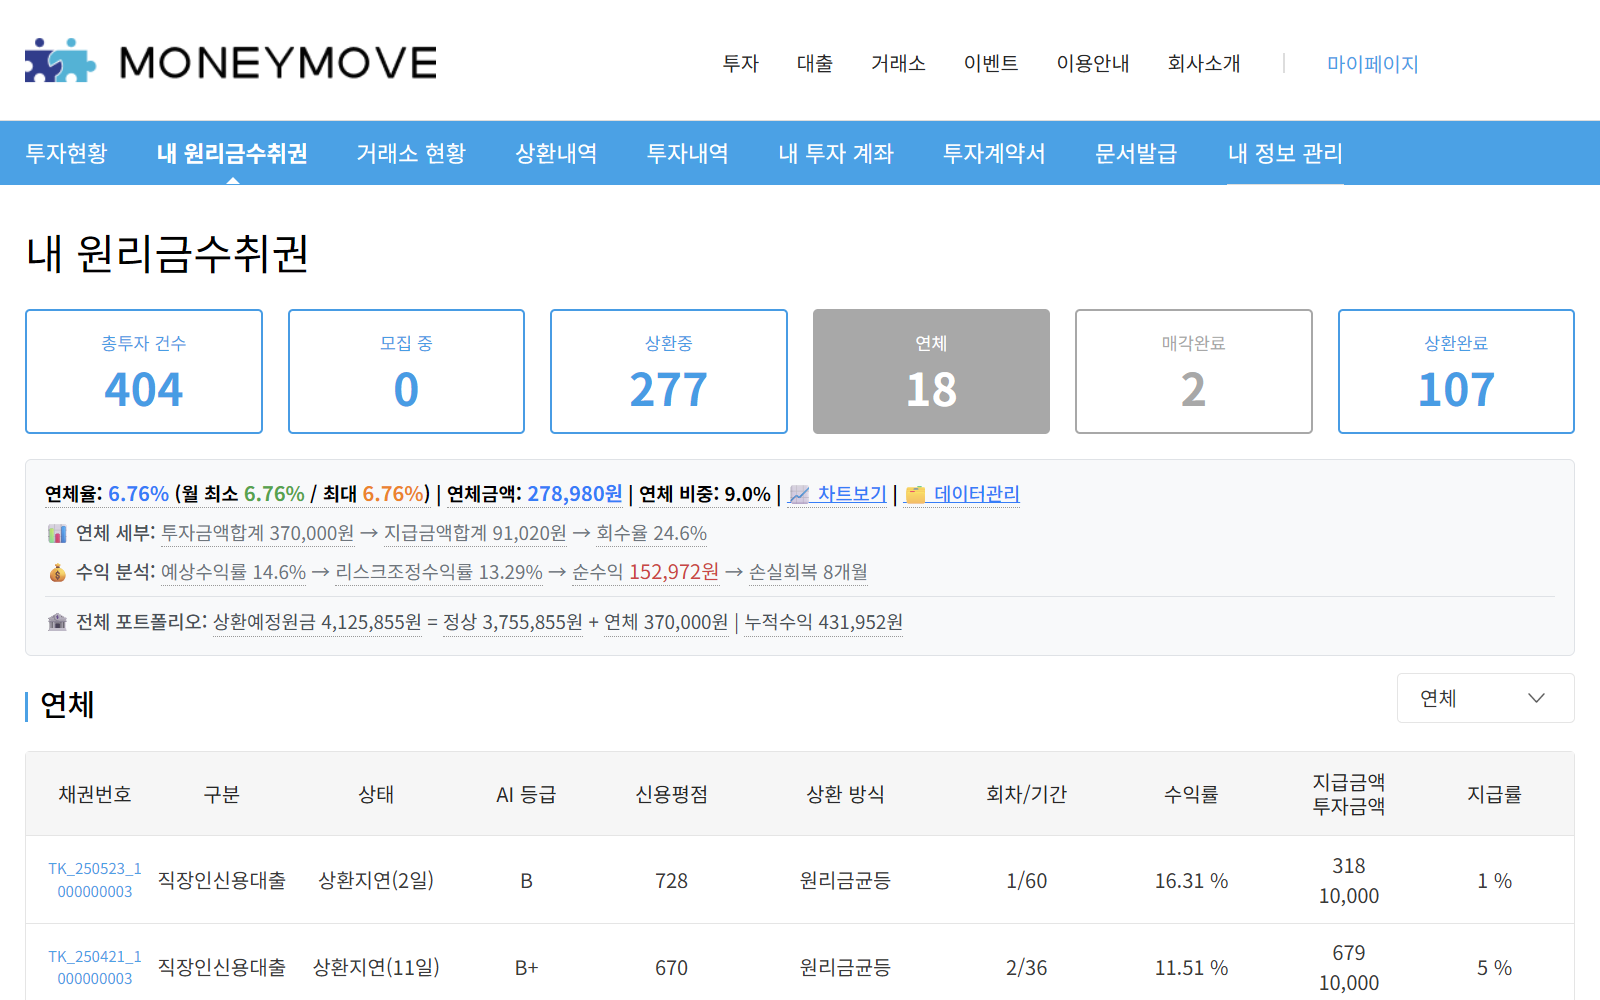 MONEYMOVE
투자 대출 거래소 이벤트 이용안내 회사소개 | 마이페이지
투자현황 내 원리금수취권 거래소 현황 상환내역 투자내역 내 투자 계좌 투자계약서 문서발급 내 정보 관리
내 원리금수취권
총투자 건수 모집 중 상환중 연체 매각완료 상환완료
404 0 277 18 2 107
연체율: 6.76% (월 최소 6.76% / 최대 6.76%) | 연체금액: 278,980원 | 연체 비중: 9.0% | 차트보기 | 데이터관리
연체 세부: 투자금액합계 370,000원 → 지급금액합계 91,020원 → 회수율 24.6%
수익 분석: 예상수익률 14.6% → 리스크조정수익률 13.29% → 순수익 152,972원 → 손실회복 8개월
전체 포트폴리오: 상환예정원금 4,125,855원 = 정상 3,755,855원 + 연체 370,000원 | 누적수익 431,952원
연체
연체
채권번호 구분 상태 AI 등급 신용평점 상환 방식 회차/기간 수익률 지급금액 지급률
투자금액
TK_250523_1 직장인신용대출 상환지연(2일) B 728 원리금균등 1/60 16.31 % 318 1 %
000000003 10,000
TK_250421_1 직장인신용대출 상환지연(11일) B+ 670 원리금균등 2/36 11.51 % 679 5 %
000000003 10,000